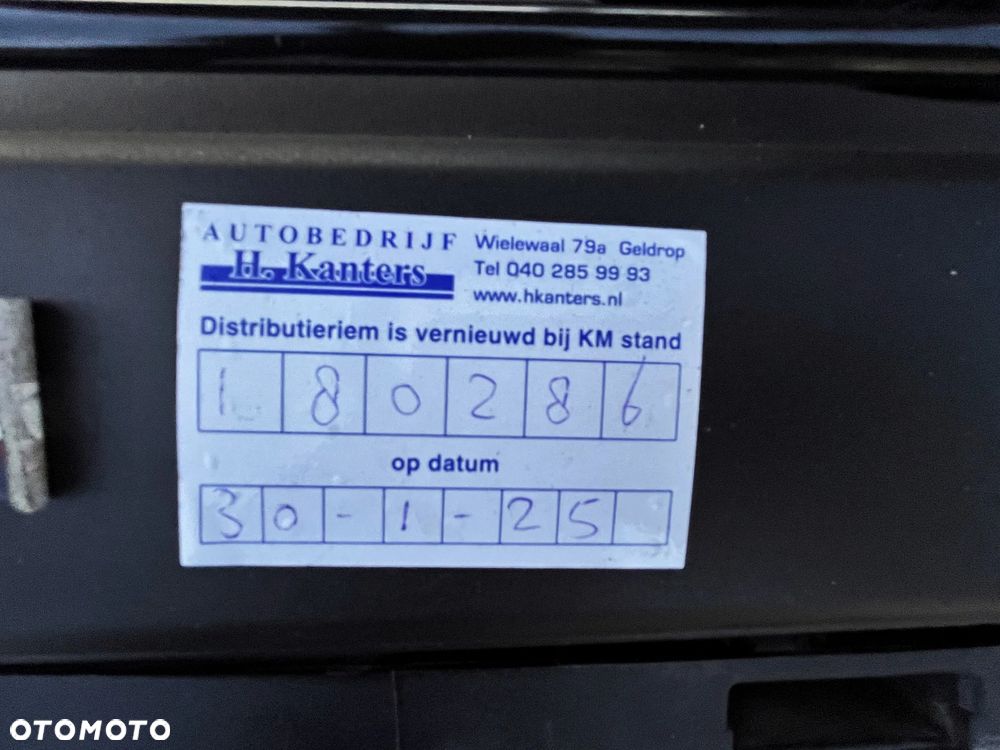 AUTOBEDRIJF
H. Kanters
Wielewaal 79a Geldrop
Tel 040 285 99 93
www.hkanters.nl
Distributieriem is vernieuwd bij KM stand
180286
op datum
30-1-25
OTOMOTO